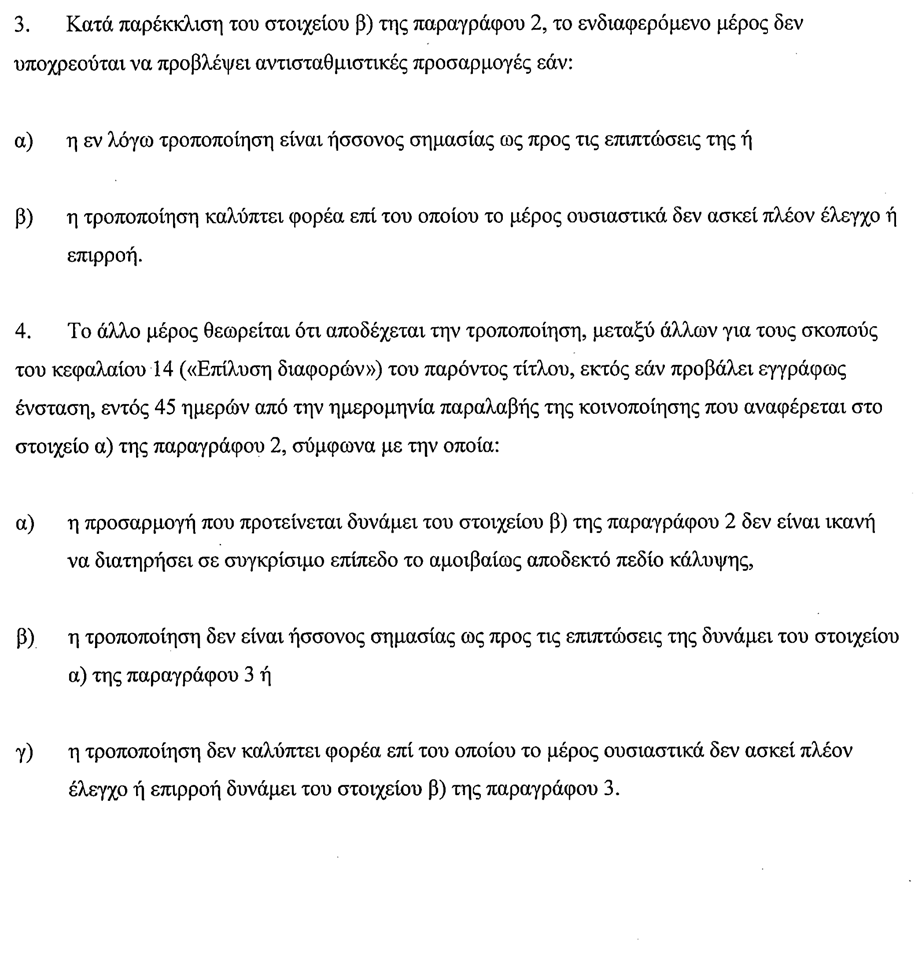 3. Κατά παρέκκλιση του στοιχείου β) της παραγράφου 2, το ενδιαφερόμενο μέρος δεν
υποχρεούται να προβλέψει αντισταθμιστικές προσαρμογές εάν:
α) η εν λόγω τροποποίηση είναι ήσσονος σημασίας ως προς τις επιπτώσεις της ή
β) η τροποποίηση καλύπτει φορέα επί του οποίου το μέρος ουσιαστικά δεν ασκεί πλέον έλεγχο ή
επιρροή.
4. Το άλλο μέρος θεωρείται ότι αποδέχεται την τροποποίηση, μεταξύ άλλων για τους σκοπούς
του κεφαλαίου 14 («Επίλυση διαφορών») του παρόντος τίτλου, εκτός εάν προβάλει εγγράφως
ένσταση, εντός 45 ημερών από την ημερομηνία παραλαβής της κοινοποίησης που αναφέρεται στο
στοιχείο α) της παραγράφου 2, σύμφωνα με την οποία:
α) η προσαρμογή που προτείνεται δυνάμει του στοιχείου β) της παραγράφου 2 δεν είναι ικανή
να διατηρήσει σε συγκρίσιμο επίπεδο το αμοιβαίως αποδεκτό πεδίο κάλυψης,
β) η τροποποίηση δεν είναι ήσσονος σημασίας ως προς τις επιπτώσεις της δυνάμει του στοιχείου
α) της παραγράφου 3 ή
γ) η τροποποίηση δεν καλύπτει φορέα επί του οποίου το μέρος ουσιαστικά δεν ασκεί πλέον
έλεγχο ή επιρροή δυνάμει του στοιχείου β) της παραγράφου 3.